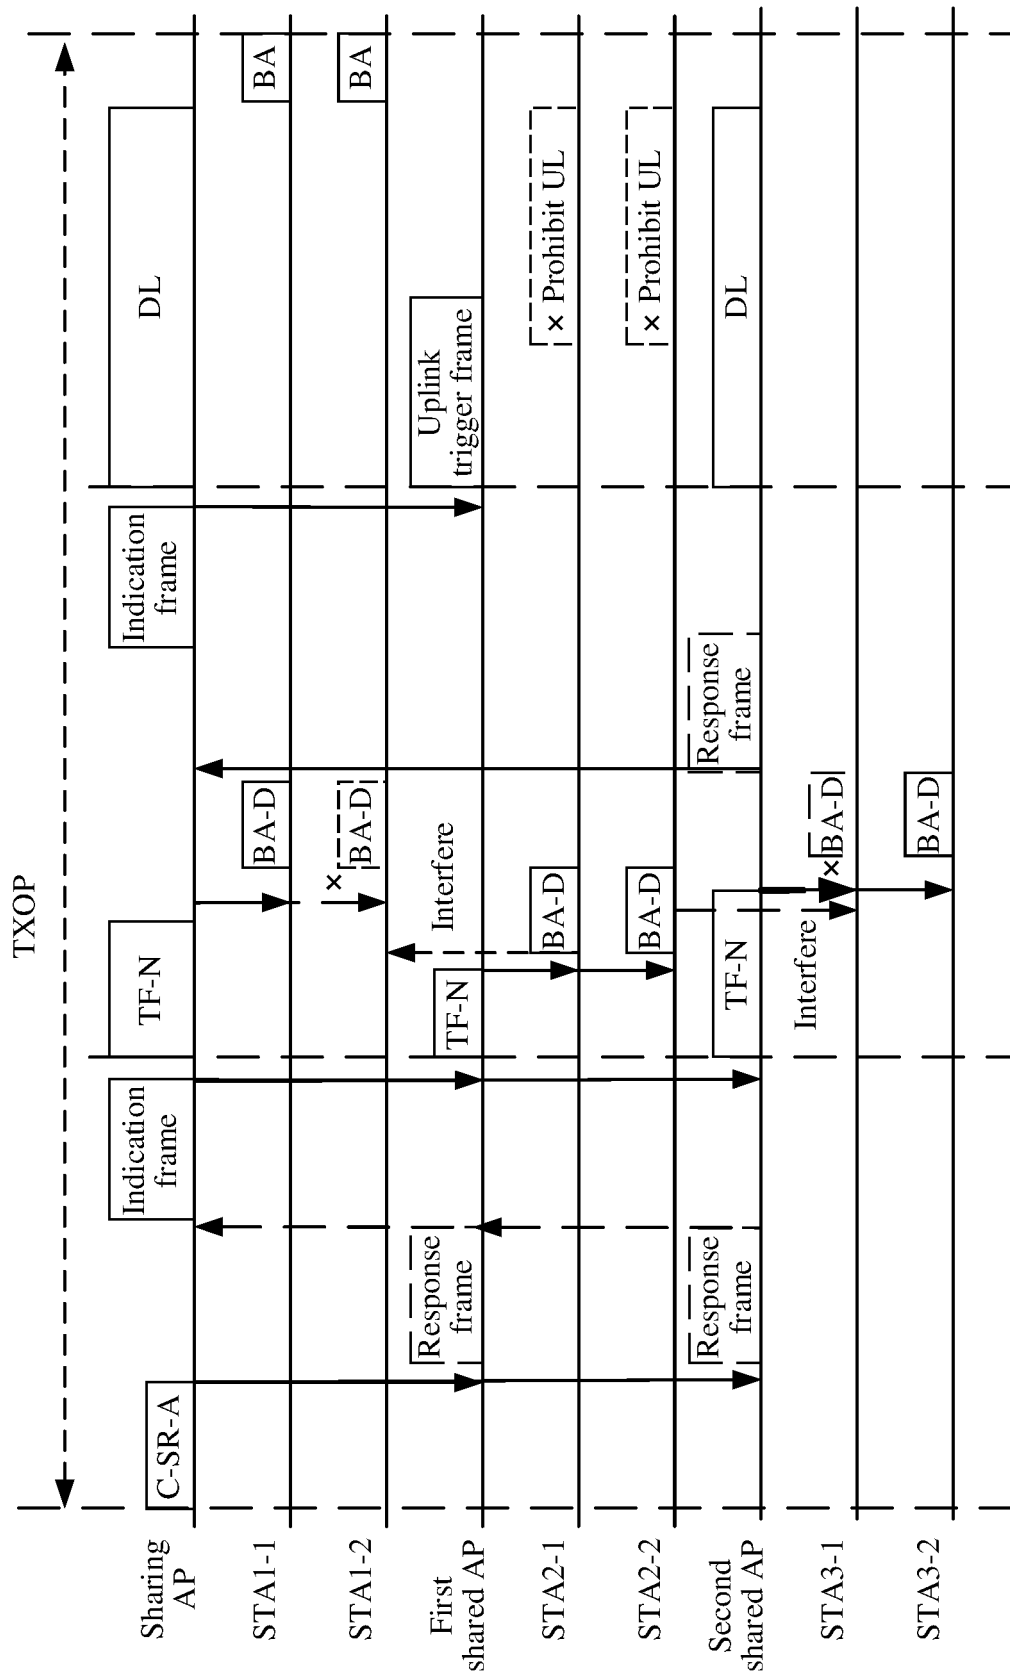 TXOP
Sharing
AP
C-SR-A
Indication
frame
TF-N
Indication
frame
DL
STA1-1
BA-D
BA
STA1-2
×
BA-D
BA
Interfere
First
shared AP
Response
frame
TF-N
Uplink
trigger frame
STA2-1
BA-D
× Prohibit UL
STA2-2
BA-D
× Prohibit UL
Second
shared AP
Response
frame
TF-N
Response
frame
DL
Interfere
STA3-1
×
BA-D
STA3-2
BA-D